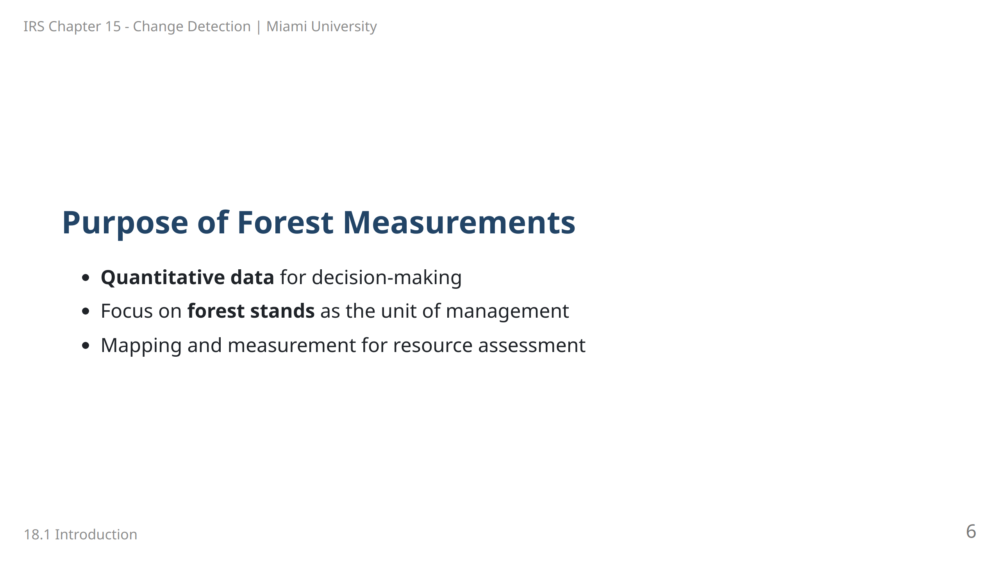 IRS Chapter 15 - Change Detection | Miami University
Purpose of Forest Measurements
• Quantitative data for decision-making
• Focus on forest stands as the unit of management
• Mapping and measurement for resource assessment
18.1 Introduction
6